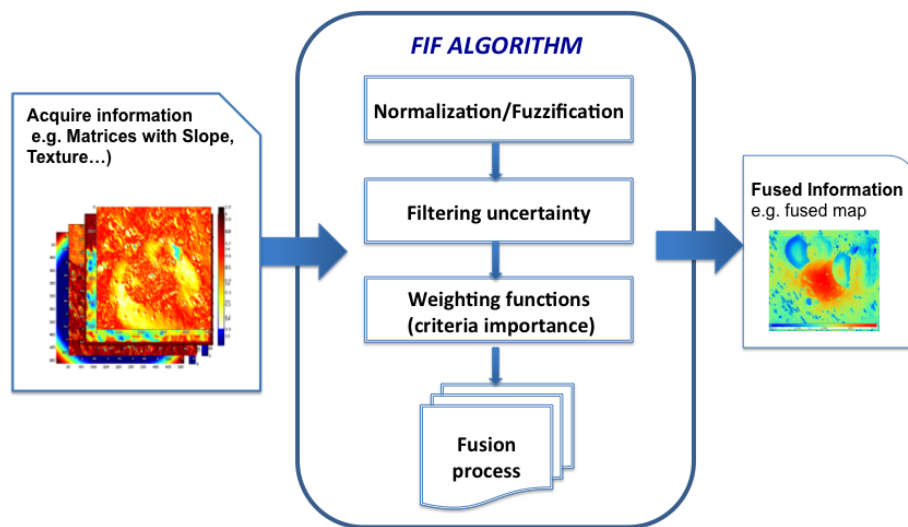 FIF ALGORITHM
Acquire information
e.g. Matrices with Slope,
Texture…)
Normalization/Fuzzification
Filtering uncertainty
Weighting functions
(criteria importance)
Fusion
process
Fused Information
e.g. fused map